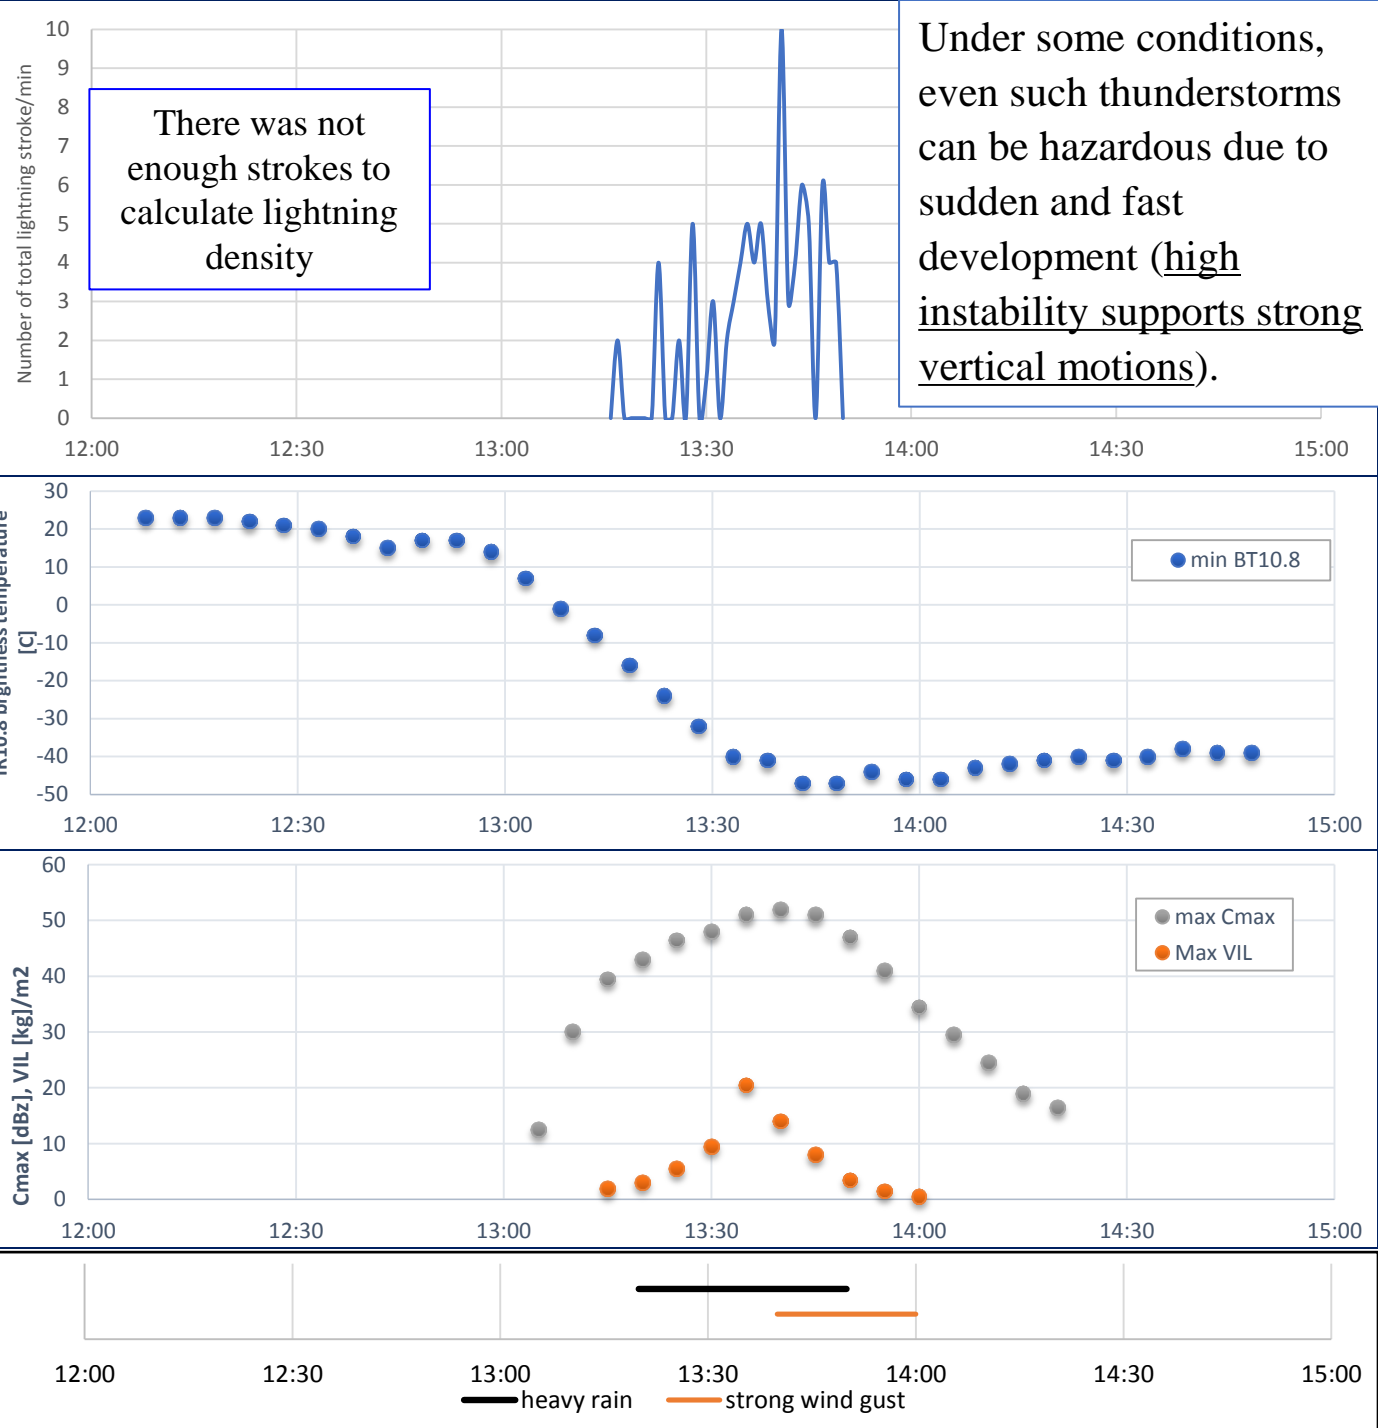 Number of total lightning stroke/min
10
9
8
7
6
5
4
3
2
1
0
12:00 12:30 13:00 13:30 14:00 14:30 15:00
There was not
enough strokes to
calculate lightning
density
Under some conditions,
even such thunderstorms
can be hazardous due to
sudden and fast
development (high
instability supports strong
vertical motions).
IR10.8 brightness temperature
[C]
30
20
10
0
-10
-20
-30
-40
-50
12:00 12:30 13:00 13:30 14:00 14:30 15:00
min BT10.8
Cmax [dBz], VIL [kg]/m2
60
50
40
30
20
10
0
12:00 12:30 13:00 13:30 14:00 14:30 15:00
max Cmax
Max VIL
12:00 12:30 13:00 13:30 14:00 14:30 15:00
heavy rain strong wind gust